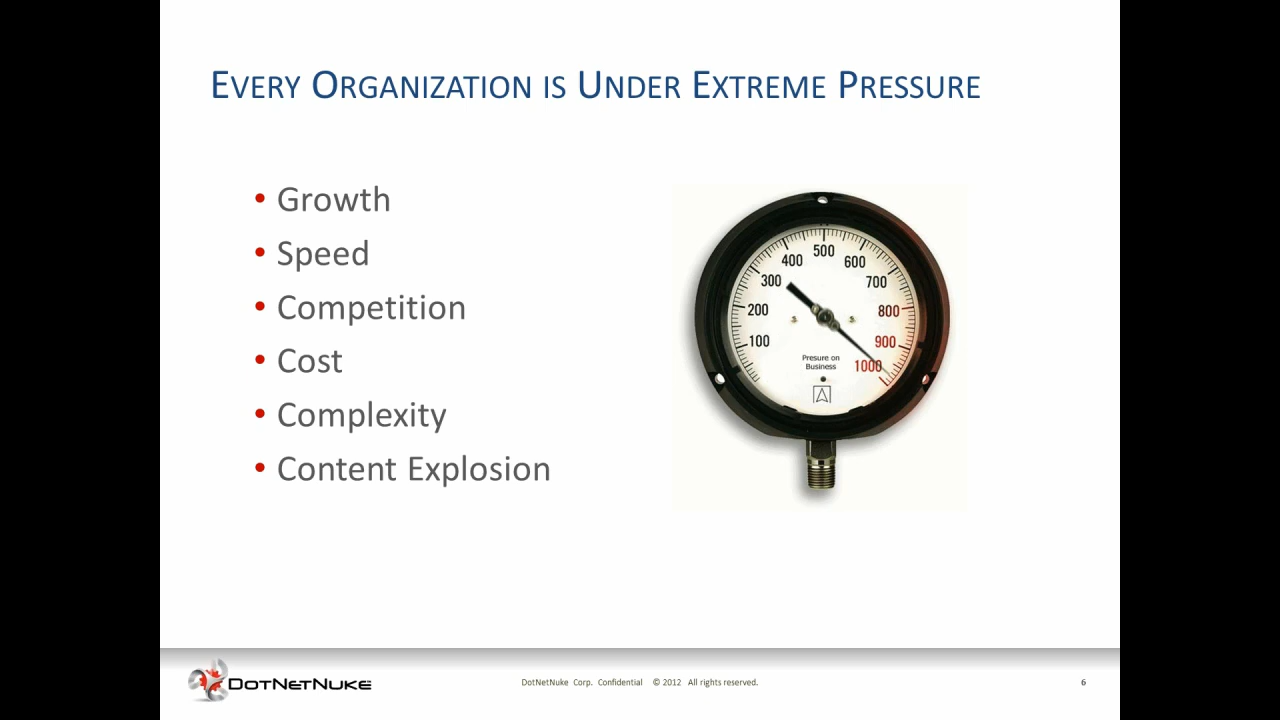 EVERY ORGANIZATION IS UNDER EXTREME PRESSURE
• Growth
• Speed
• Competition
• Cost
• Complexity
• Content Explosion
500
400
600
300
700
200
800
100
900
1000
Presure on
Business
DOTNETNUKE
DotNetNuke Corp. Confidential © 2012 All rights reserved.
6